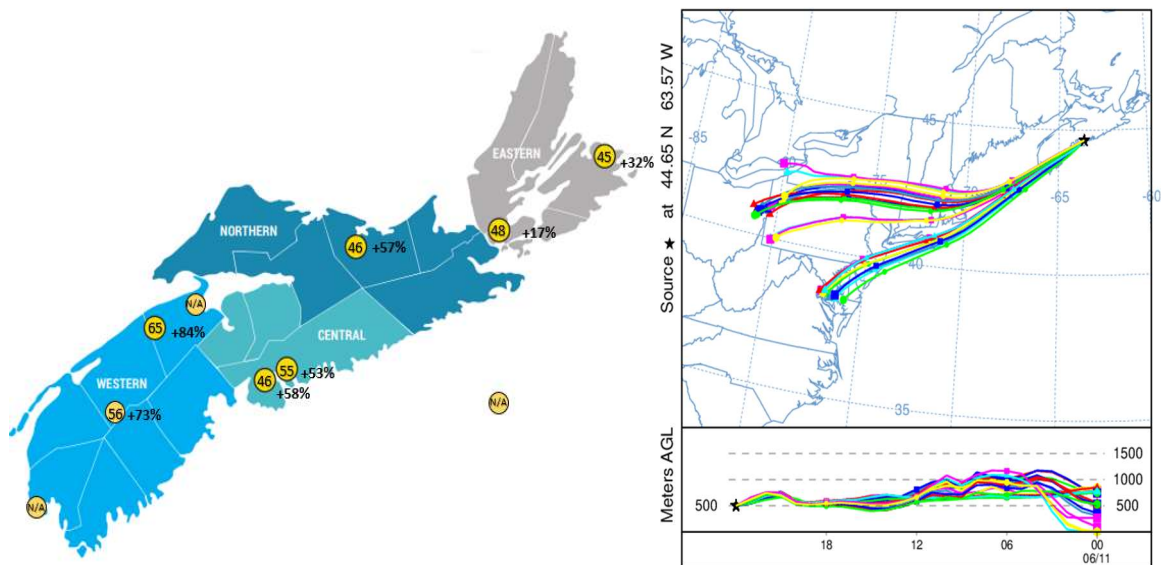 EASTERN
45 +32%
48 +17%
NORTHERN
46 +57%
N/A
65 +84%
CENTRAL
55 +53%
46 +58%
WESTERN
56 +73%
N/A
N/A
Source ★ at 44.65 N 63.57 W
-85
45
-75
-70
-65
-60
40
35
Meters AGL
1500
1000
500 500
18 12 06 00
06/11